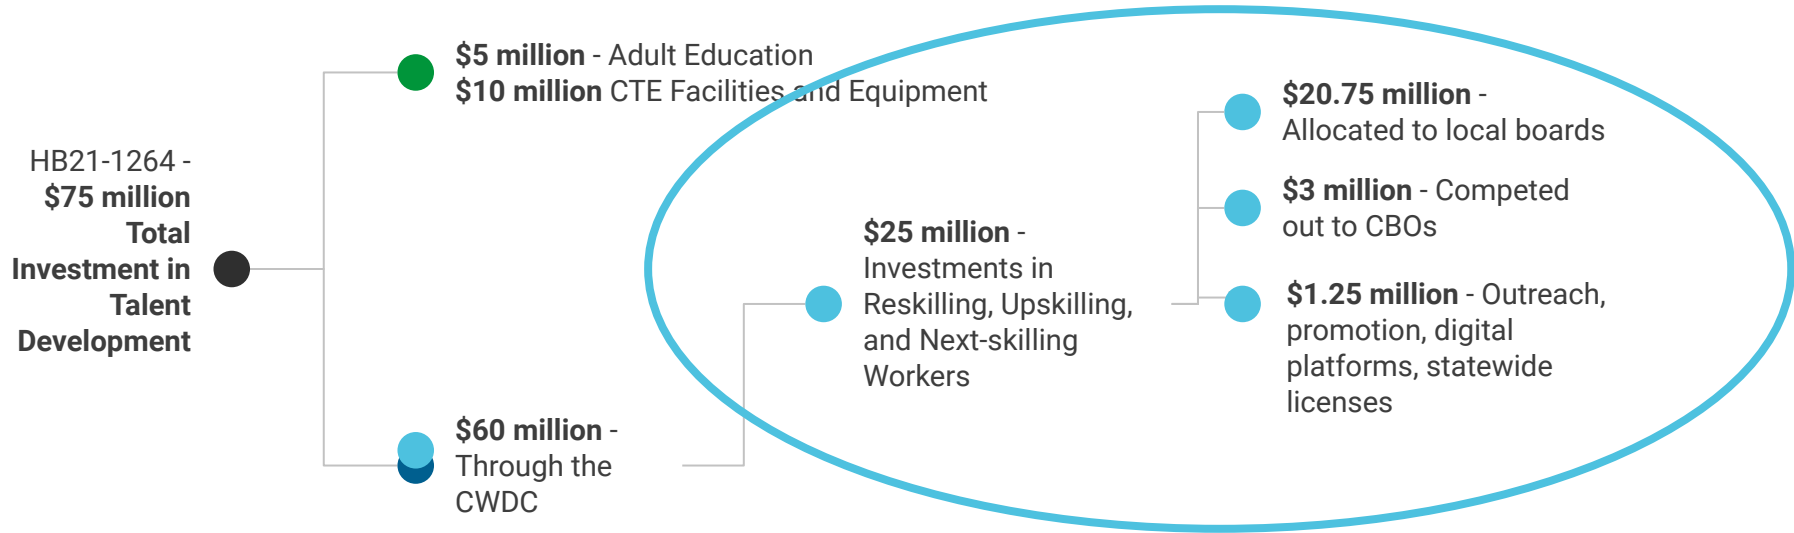 HB21-1264 -
$75 million
Total
Investment in
Talent
Development
$5 million - Adult Education
$10 million CTE Facilities and Equipment
$60 million -
Through the
CWDC
$25 million -
Investments in
Reskilling, Upskilling,
and Next-skilling
Workers
$20.75 million -
Allocated to local boards
$3 million - Competed
out to CBOs
$1.25 million - Outreach,
promotion, digital
platforms, statewide
licenses